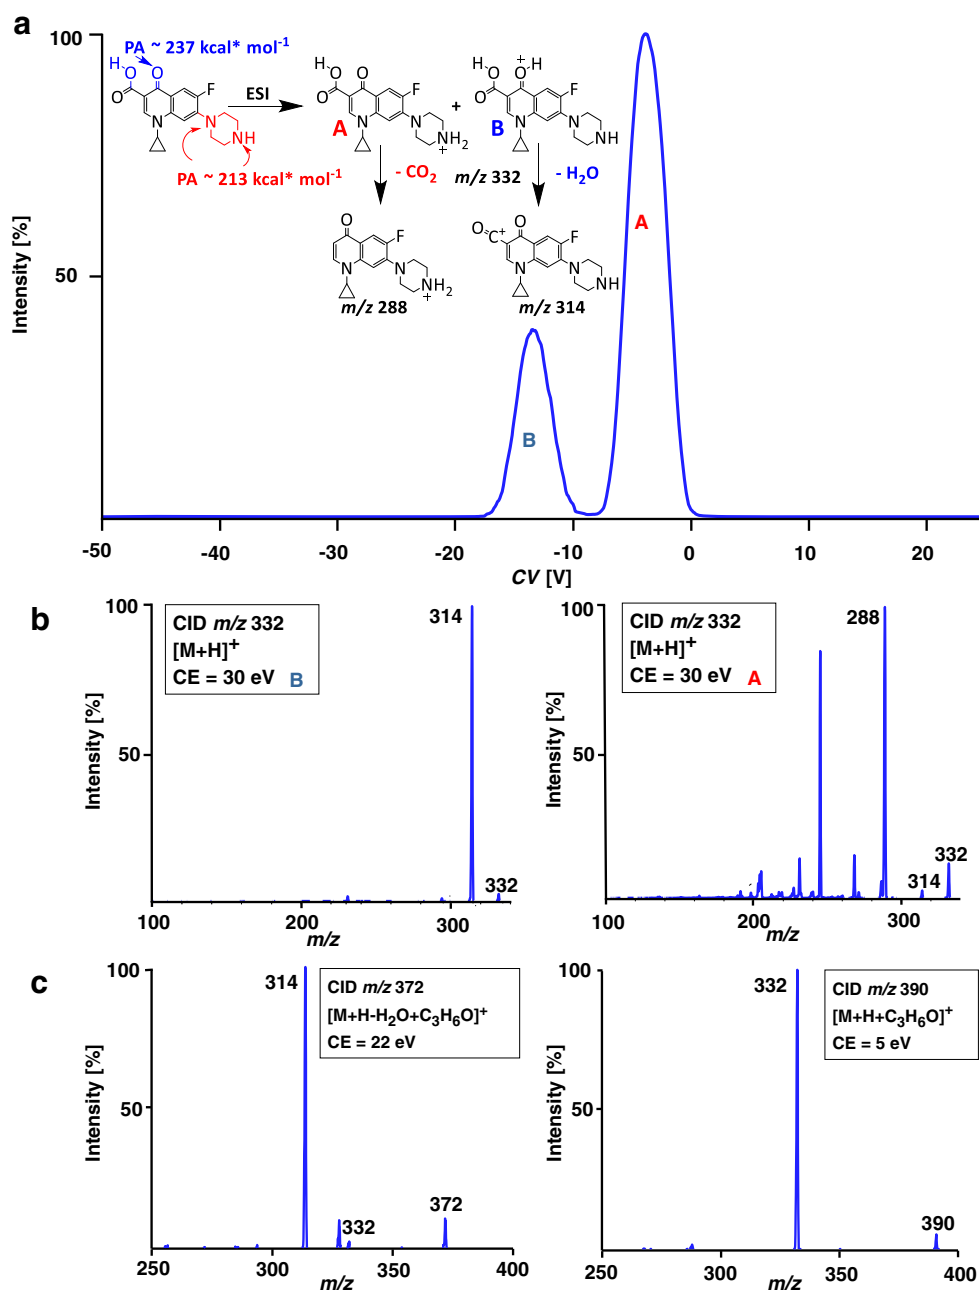 a
100
50
Intensity [%]
PA ~ 237 kcal* mol-1
H
O
O
O
F
N
N
NH
PA ~ 213 kcal* mol-1
ESI
H
O
O
O
F
A
N
N
NH2
+
+
H
O
O
O
+
H
F
B
N
N
NH
- CO2
m/z 332
- H2O
O
F
N
N
NH2
+
m/z 288
O
C+
O
F
N
N
NH
m/z 314
A
B
-50
-40
-30
-20
-10
0
10
20
CV [V]
b
100
50
Intensity [%]
CID m/z 332
[M+H]+
CE = 30 eV B
314
332
100
200
300
m/z
100
50
Intensity [%]
CID m/z 332
[M+H]+
CE = 30 eV A
288
314
332
100
200
300
m/z
c
100
50
Intensity [%]
314
CID m/z 372
[M+H-H2O+C3H6O]+
CE = 22 eV
332
372
250
300
350
400
m/z
100
50
Intensity [%]
332
CID m/z 390
[M+H+C3H6O]+
CE = 5 eV
390
250
300
350
400
m/z